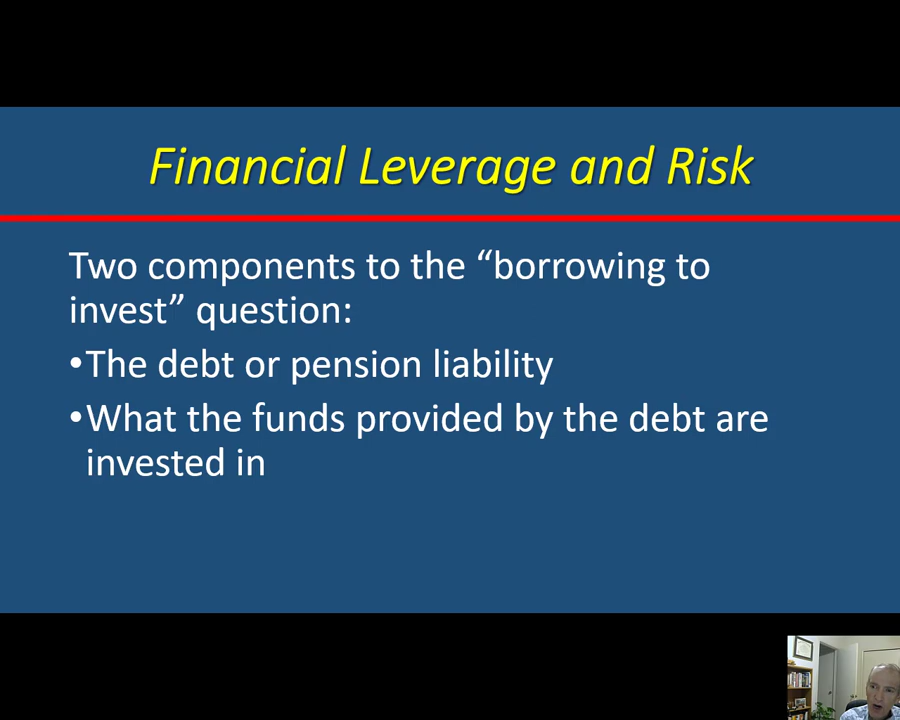 Financial Leverage and Risk
Two components to the “borrowing to
invest” question:
•The debt or pension liability
•What the funds provided by the debt are
invested in